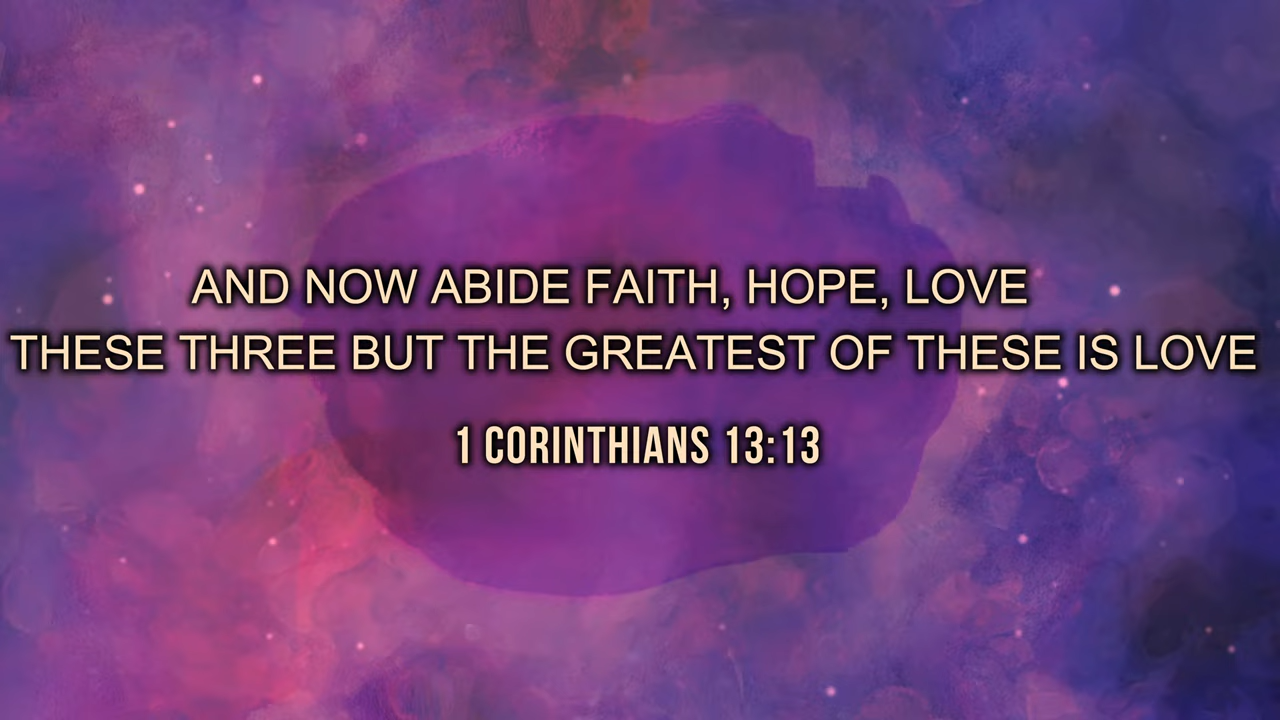 AND NOW ABIDE FAITH, HOPE, LOVE
THESE THREE BUT THE GREATEST OF THESE IS LOVE
1 CORINTHIANS 13:13